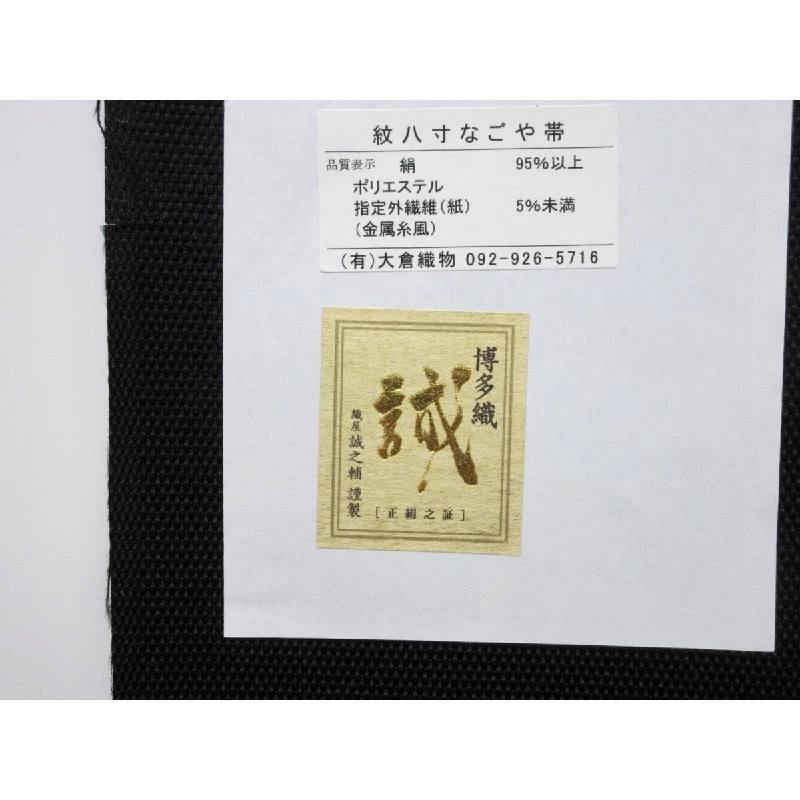 紋八寸なごや帯
品質表示 絹 95%以上
ポリエステル
指定外繊維(紙) 5%未満
(金属糸風)
(有)大倉織物 092-926-5716
博多織
誠
織屋 誠之輔 謹製
[正絹之証]